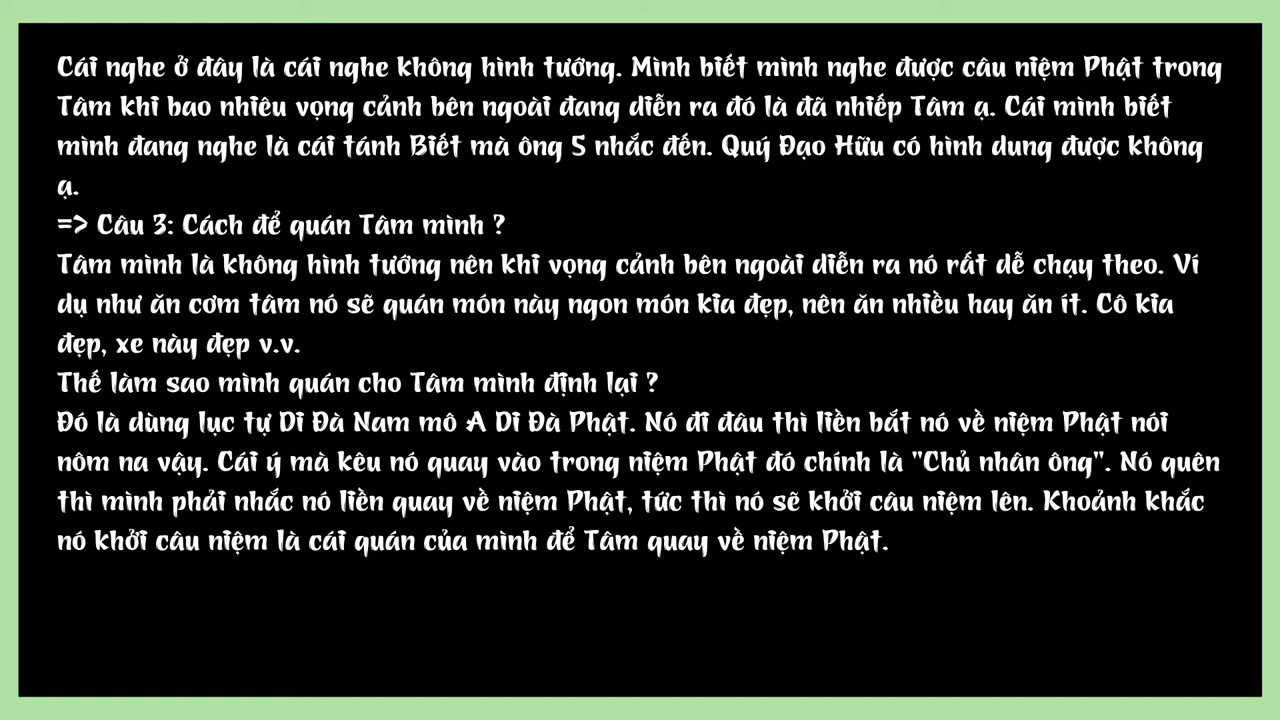 Cái nghe ở đây là cái nghe không hình tướng. Mình biết mình nghe được câu niệm Phật trong
Tâm khi bao nhiêu vọng cảnh bên ngoài đang diễn ra đó là đã nhiếp Tâm ạ. Cái mình biết
mình đang nghe là cái tánh Biết mà ông 5 nhắc đến. Quý Đạo Hữu có hình dung được không
ạ.
=> Câu 3: Cách để quán Tâm mình ?
Tâm mình là không hình tướng nên khi vọng cảnh bên ngoài diễn ra nó rất dễ chạy theo. Ví
dụ như ăn cơm tâm nó sẽ quán món này ngon món kia đẹp, nên ăn nhiều hay ăn ít. Cô kia
đẹp, xe này đẹp v.v.
Thế làm sao mình quán cho Tâm mình định lại ?
Đó là dùng lục tự Di Đà Nam mô A Di Đà Phật. Nó đi đâu thì liền bắt nó về niệm Phật nói
nôm na vậy. Cái ý mà kêu nó quay vào trong niệm Phật đó chính là "Chủ nhân ông". Nó quên
thì mình phải nhắc nó liền quay về niệm Phật, tức thì nó sẽ khởi câu niệm lên. Khoảnh khắc
nó khởi câu niệm là cái quán của mình để Tâm quay về niệm Phật.